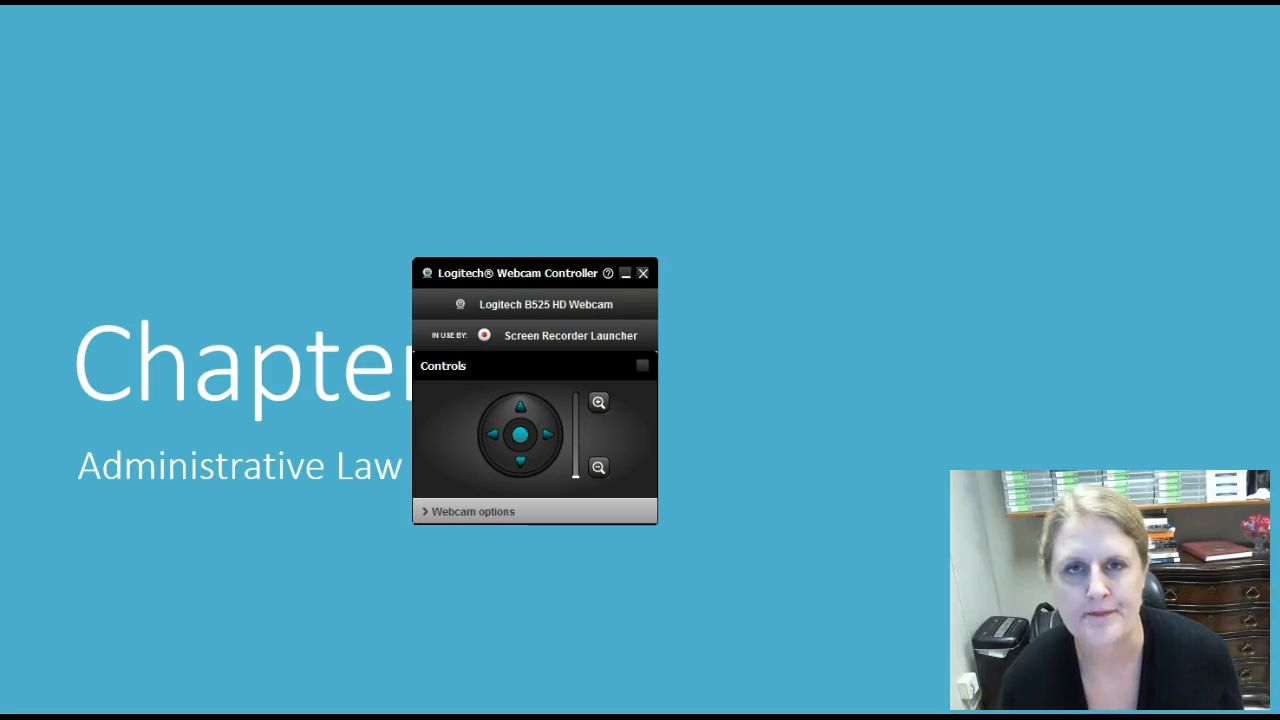 Logitech® Webcam Controller
Logitech B525 HD Webcam
IN USE BY: Screen Recorder Launcher
Chapter
Controls
Administrative Law
Webcam options